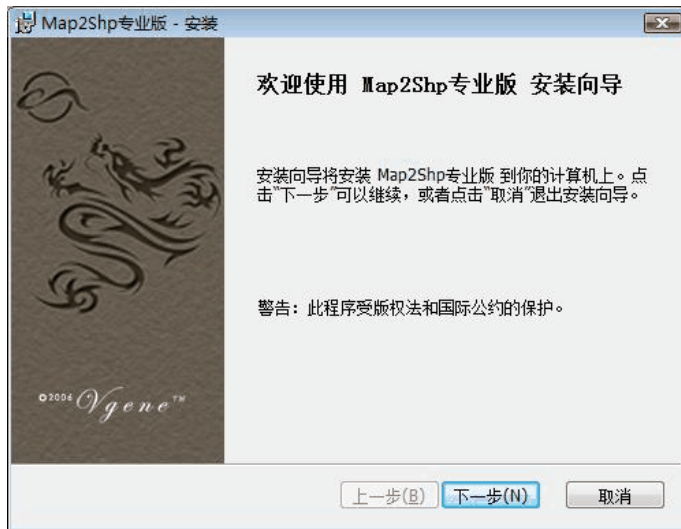 Map2Shp专业版 - 安装
欢迎使用 Map2Shp专业版 安装向导
安装向导将安装 Map2Shp专业版 到你的计算机上。点
击"下一步"可以继续，或者点击"取消"退出安装向导。
警告：此程序受版权法和国际公约的保护。
©2006 Vgene™
上一步(B) 下一步(N) 取消